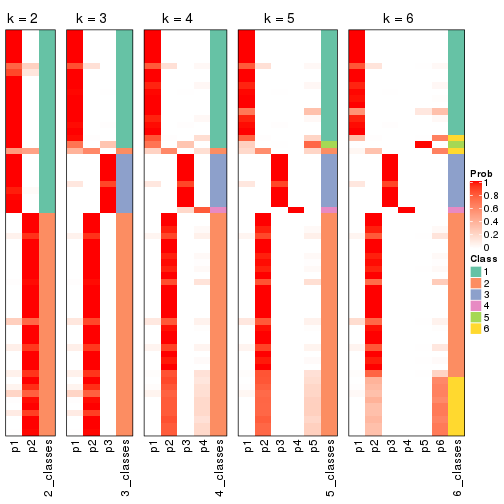 k = 2
k = 3
k = 4
k = 5
k = 6
p1
p2
2_classes
p1
p2
p3
3_classes
p1
p2
p3
p4
4_classes
p1
p2
p3
p4
p5
5_classes
p1
p2
p3
p4
p5
p6
6_classes
Prob
1
0.8
0.6
0.4
0.2
0
Class
1
2
3
4
5
6